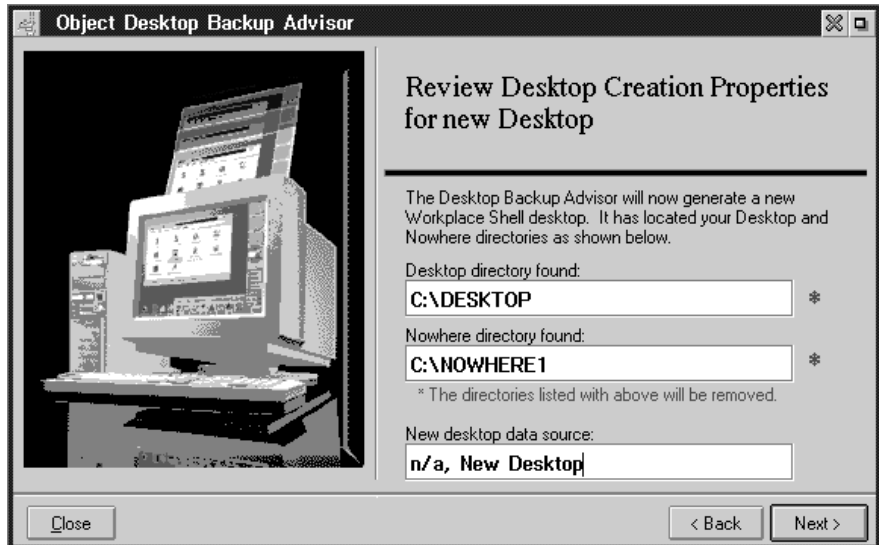 Object Desktop Backup Advisor
Review Desktop Creation Properties
for new Desktop
The Desktop Backup Advisor will now generate a new
Workplace Shell desktop. It has located your Desktop and
Nowhere directories as shown below.
Desktop directory found:
C:\DESKTOP *
Nowhere directory found:
C:\NOWHERE1 *
* The directories listed with above will be removed.
New desktop data source:
n/a, New Desktop
Close
< Back
Next >